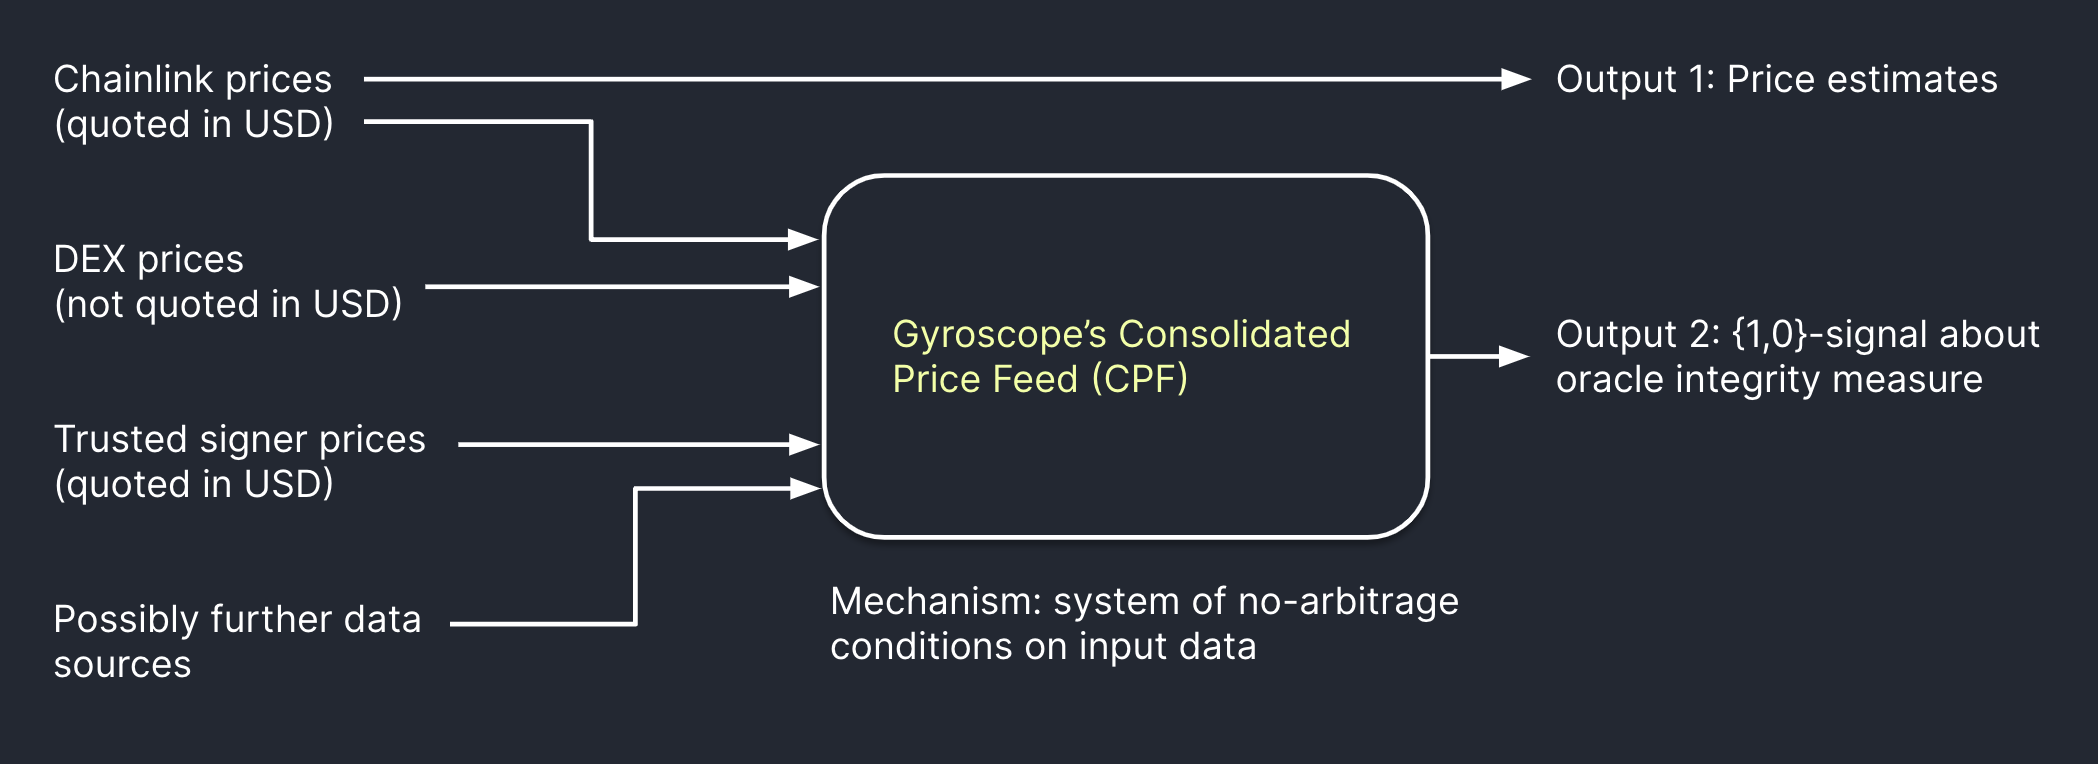 Chainlink prices
(quoted in USD)
Output 1: Price estimates
DEX prices
(not quoted in USD)
Gyroscope’s Consolidated
Price Feed (CPF)
Output 2: {1,0}-signal about
oracle integrity measure
Trusted signer prices
(quoted in USD)
Possibly further data
sources
Mechanism: system of no-arbitrage
conditions on input data